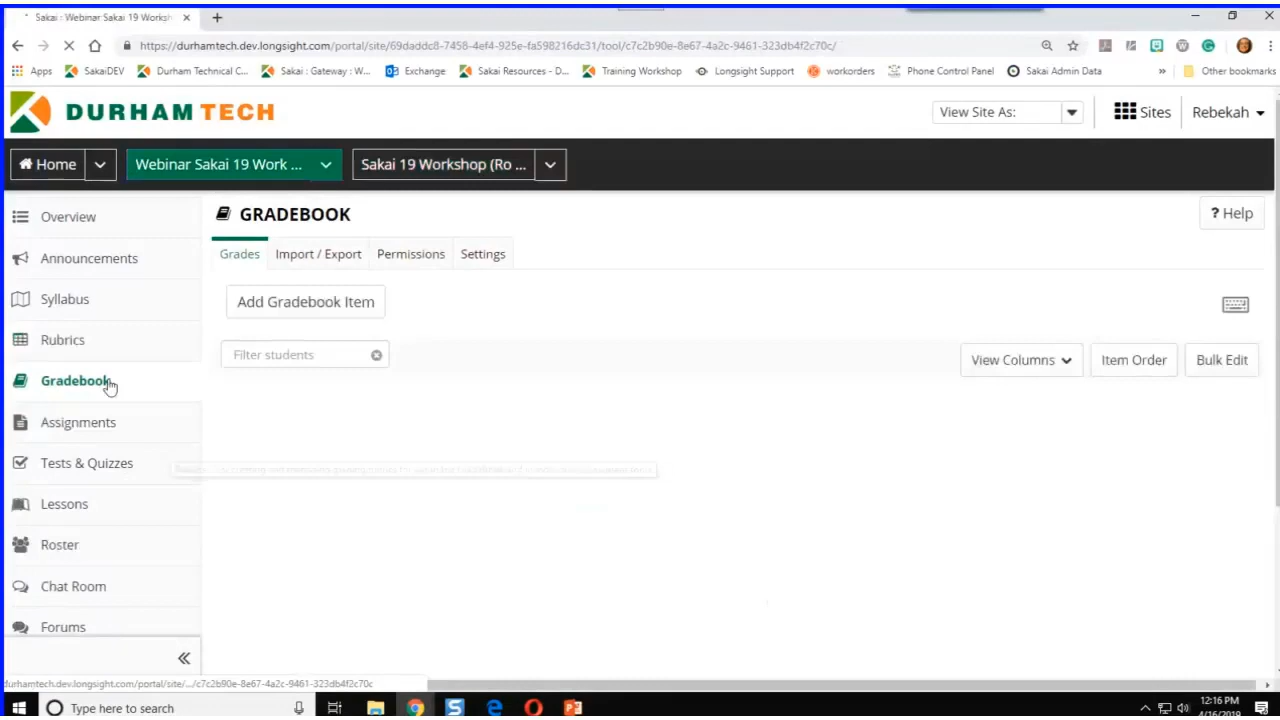 Sakai : Webinar Sakai 19 Worksh
https://durhamtech.dev.longsight.com/portal/site/69daddc8-7458-4ef4-925e-fa598216dc31/tool/c7c2b90e-8e67-4a2c-9461-323db4f2c70c/
Apps SakaiDEV Durham Technical C... Sakai : Gateway : W... Exchange Sakai Resources - D... Training Workshop Longsight Support workorders Phone Control Panel Sakai Admin Data » Other bookmarks
DURHAM TECH View Site As: Sites Rebekah
Home Webinar Sakai 19 Work ... Sakai 19 Workshop (Ro ...
Overview
GRADEBOOK ? Help
Announcements
Grades Import / Export Permissions Settings
Syllabus
Add Gradebook Item
Rubrics
Filter students View Columns Item Order Bulk Edit
Gradebook
Assignments
Tests & Quizzes
Lessons
Roster
Chat Room
Forums
durhamtech.dev.longsight.com/portal/site/.../c7c2b90e-8e67-4a2c-9461-323db4f2c70c
Type here to search 12:16 PM
4/16/2019